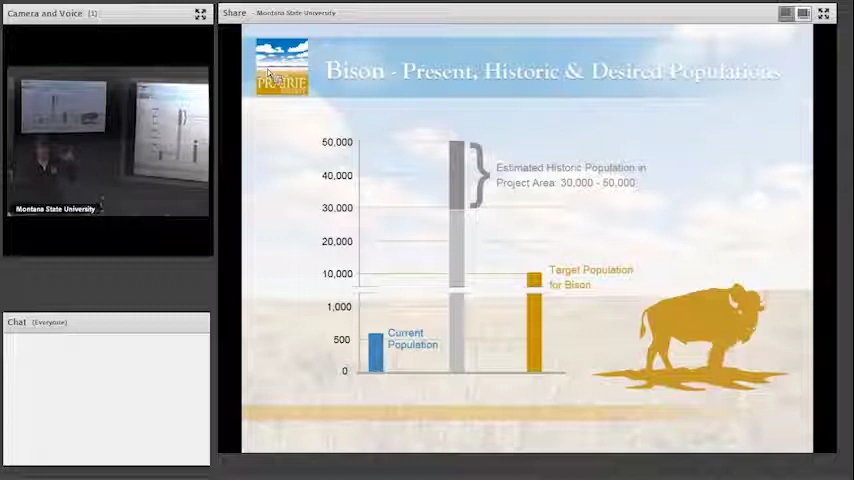 Camera and Voice (1)
Montana State University
Chat (Everyone)
Share - Montana State University
PRAIRIE
Bison - Present, Historic & Desired Populations
50,000
40,000
30,000
20,000
10,000
1,000
500
0
Estimated Historic Population in
Project Area: 30,000 - 50,000
Target Population
for Bison
Current
Population